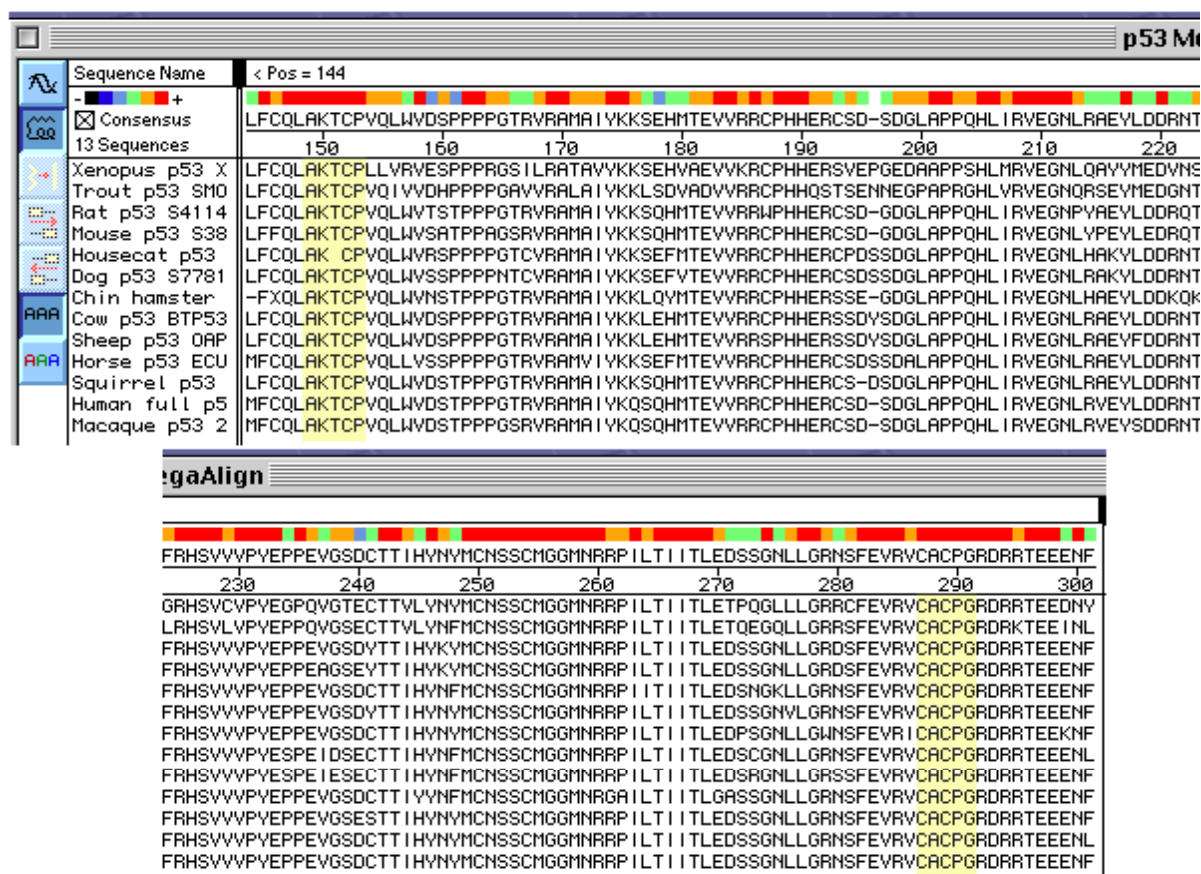 p53 Me
Sequence Name < Pos = 144
- +
Consensus LFCQLAKTCPVQLWVDSPPPPGTRVRAMAIYKKSEHMTEVVRRCPHHERCSD-SDGLAPPQHLIRVEGNLRAEYLDDRNT
13 Sequences 150 160 170 180 190 200 210 220
Xenopus p53 X LFCQLAKTCPLLVRVESPPPRGSILRATAVYKKSEHVAEVVKRCPHHERSVEPGEDAAPPSHLMRVEGNLQAYYMEDVNS
Trout p53 SMO LFCQLAKTCPVQIVVDHPPPPGAVVRALAIYKKLSDVADVVRRCPHHQSTSENNEGPAPRGHLVRVEGNQRSEYMEDGNT
Rat p53 S4114 LFCQLAKTCPVQLWVTSTPPPGTRVRAMAIYKKSQHMTEVVRRWPHHERCSD-GDGLAPPQHLIRVEGNPYAEYLDDRQT
Mouse p53 S38 LFFQLAKTCPVQLWVSATPPAGSRVRAMAIYKKSQHMTEVVRRCPHHERCSD-GDGLAPPQHLIRVEGNLYPEYLEDRQT
Housecat p53 LFCQLAK CPVQLWVRSPPPPGTCVRAMAIYKKSEFMTEVVRRCPHHERCPDSSDGLAPPQHLIRVEGNLRAKYLDDRNT
Dog p53 S7781 LFCQLAKTCPVQLWVSSPPPPNTCVRAMAIYKKSEFVTEVVRRCPHHERCSDSSDGLAPPQHLIRVEGNLRAKYLDDRNT
Chin hamster -FXQLAKTCPVQLWVNSTPPPGTRVRAMAIYKKLQYMTEVVRRCPHHERSSE-GDGLAPPQHLIRVEGNLHAEYLDDKQK
Cow p53 BTP53 LFCQLAKTCPVQLWVDSPPPPGTRVRAMAIYKKLEHMTEVVRRCPHHERSSDYSDGLAPPQHLIRVEGNLRAEYLDDRNT
Sheep p53 OAP LFCQLAKTCPVQLWVDSPPPPGTRVRAMAIYKKLEHMTEVVRRSPHHERSSDYSDGLAPPQHLIRVEGNLRAEYFDDRNT
Horse p53 ECU MFCQLAKTCPVQLLVSSPPPPGTRVRAMVIYKKSEFMTEVVRRCPHHERCSDSSDGLAPPQHLIRVEGNLRAEYLDDRNT
Squirrel p53 LFCQLAKTCPVQLWVDSTPPPGTRVRAMAIYKKSQHMTEVVRRCPHHERCS-DSDGLAPPQHLIRVEGNLRAEYLDDRNT
Human full p5 MFCQLAKTCPVQLWVDSTPPPGTRVRAMAIYKQSQHMTEVVRRCPHHERCSD-SDGLAPPQHLIRVEGNLRVEYLDDRNT
Macaque p53 2 MFCQLAKTCPVQLWVDSTPPPGSRVRAMAIYKQSQHMTEVVRRCPHHERCSD-SDGLAPPQHLIRVEGNLRVEYSDDRNT
egaAlign
FRHSVVVPYEPPEVGSDCTTIHYNYMCNSSCMGGMNRRPILTIITLEDSSGNLLGRNSFEVRVCACPGRDRRTEEENF
230 240 250 260 270 280 290 300
GRHSVCVPYEGPQVGTECTTVLYNYMCNSSCMGGMNRRPILTIITLETPQGLLLGRRCFEVRVCACPGRDRRTEEDNY
LRHSVLVPYEPPQVGSECTTVLYNFMCNSSCMGGMNRRPILTIITLETQEGQLLGRRSFEVRVCACPGRDRKTEEINL
FRHSVVVPYEPPEVGSDYTTIHYKYMCNSSCMGGMNRRPILTIITLEDSSGNLLGRDSFEVRVCACPGRDRRTEEENF
FRHSVVVPYEPPEAGSEYTTIHYKYMCNSSCMGGMNRRPILTIITLEDSSGNLLGRDSFEVRVCACPGRDRRTEEENF
FRHSVVVPYEPPEVGSDCTTIHYNFMCNSSCMGGMNRRPIITIITLEDSNGKLLGRNSFEVRVCACPGRDRRTEEENF
FRHSVVVPYEPPEVGSDYTTIHYNYMCNSSCMGGMNRRPILTIITLEDSSGNVLGRNSFEVRVCACPGRDRRTEEENF
FRHSVVVPYEPPEVGSDCTTIHYNYMCNSSCMGGMNRRPILTIITLEDPSGNLLGWNSFEVRICACPGRDRRTEEKNF
FRHSVVVPYESPEIDSECTTIHYNFMCNSSCMGGMNRRPILTIITLEDSCGNLLGRNSFEVRVCACPGRDRRTEEENL
FRHSVVVPYESPEIESECTTIHYNFMCNSSCMGGMNRRPILTIITLEDSRGNLLGRSSFEVRVCACPGRDRRTEEENF
FRHSVVVPYEPPEVGSDCTTIYYNFMCNSSCMGGMNRGAILTIITLGASSGNLLGRNSFEVRVCACPGRDRRTEEENF
FRHSVVVPYEPPEVGSESTTIHYNFMCNSSCMGGMNRRPILTIITLEDSSGNLLGRNSFEVRVCACPGRDRRTEEENF
FRHSVVVPYEPPEVGSDCTTIHYNYMCNSSCMGGMNRRPILTIITLEDSSGNLLGRNSFEVRVCACPGRDRRTEEENL
FRHSVVVPYEPPEVGSDCTTIHYNYMCNSSCMGGMNRRPILTIITLEDSSGNLLGRNSFEVRVCACPGRDRRTEEENF